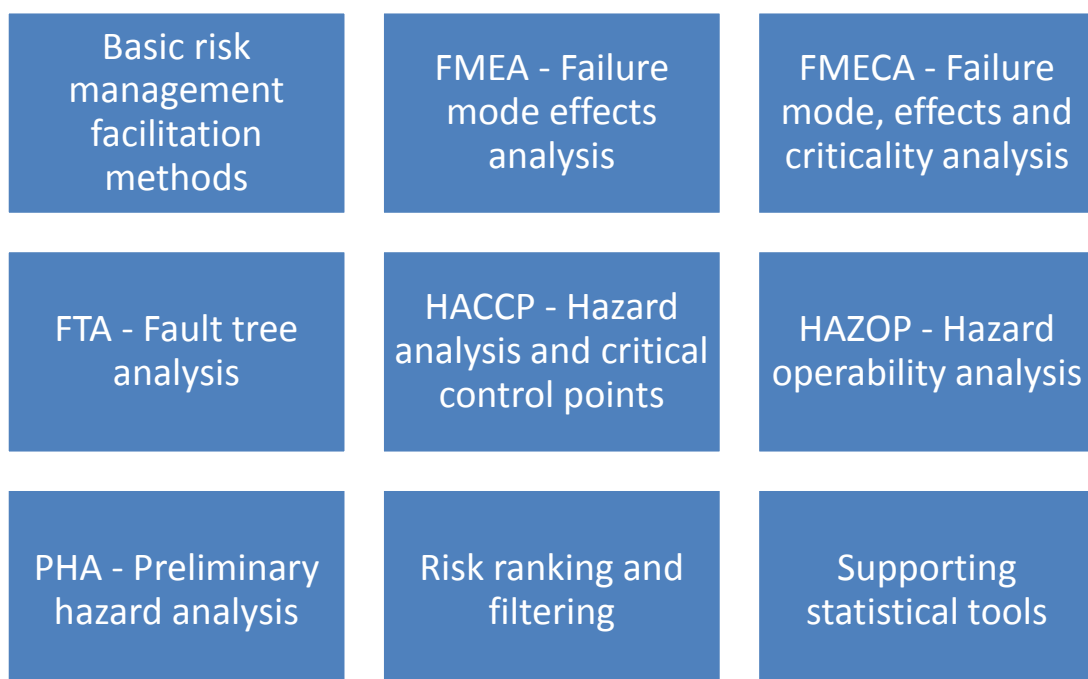 Basic risk
management
facilitation
methods
FMEA - Failure
mode effects
analysis
FMECA - Failure
mode, effects and
criticality analysis
FTA - Fault tree
analysis
HACCP - Hazard
analysis and critical
control points
HAZOP - Hazard
operability analysis
PHA - Preliminary
hazard analysis
Risk ranking and
filtering
Supporting
statistical tools